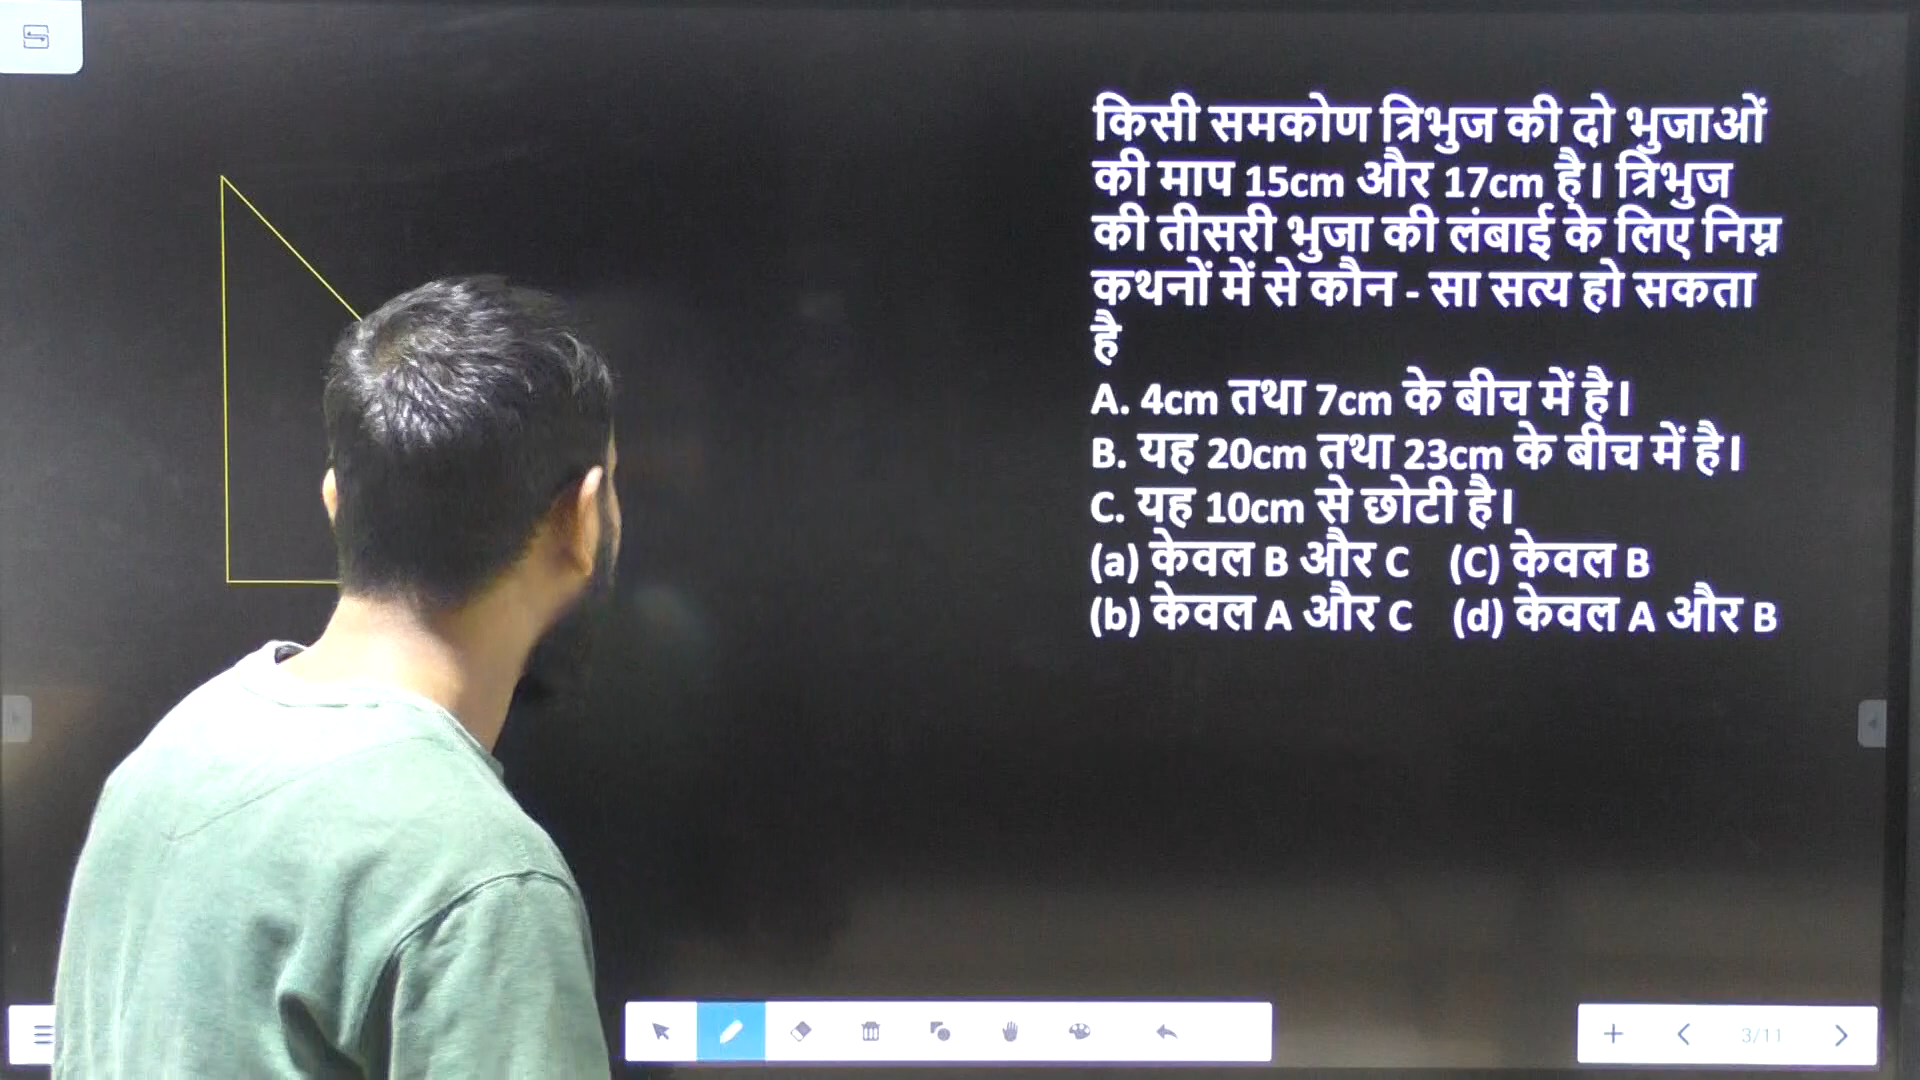 किसी समकोण त्रिभुज की दो भुजाओं
की माप 15cm और 17cm है। त्रिभुज
की तीसरी भुजा की लंबाई के लिए निम्न
कथनों में से कौन - सा सत्य हो सकता
है
A. 4cm तथा 7cm के बीच में है।
B. यह 20cm तथा 23cm के बीच में है।
C. यह 10cm से छोटी है।
(a) केवल B और C (C) केवल B
(b) केवल A और C (d) केवल A और B
3/11